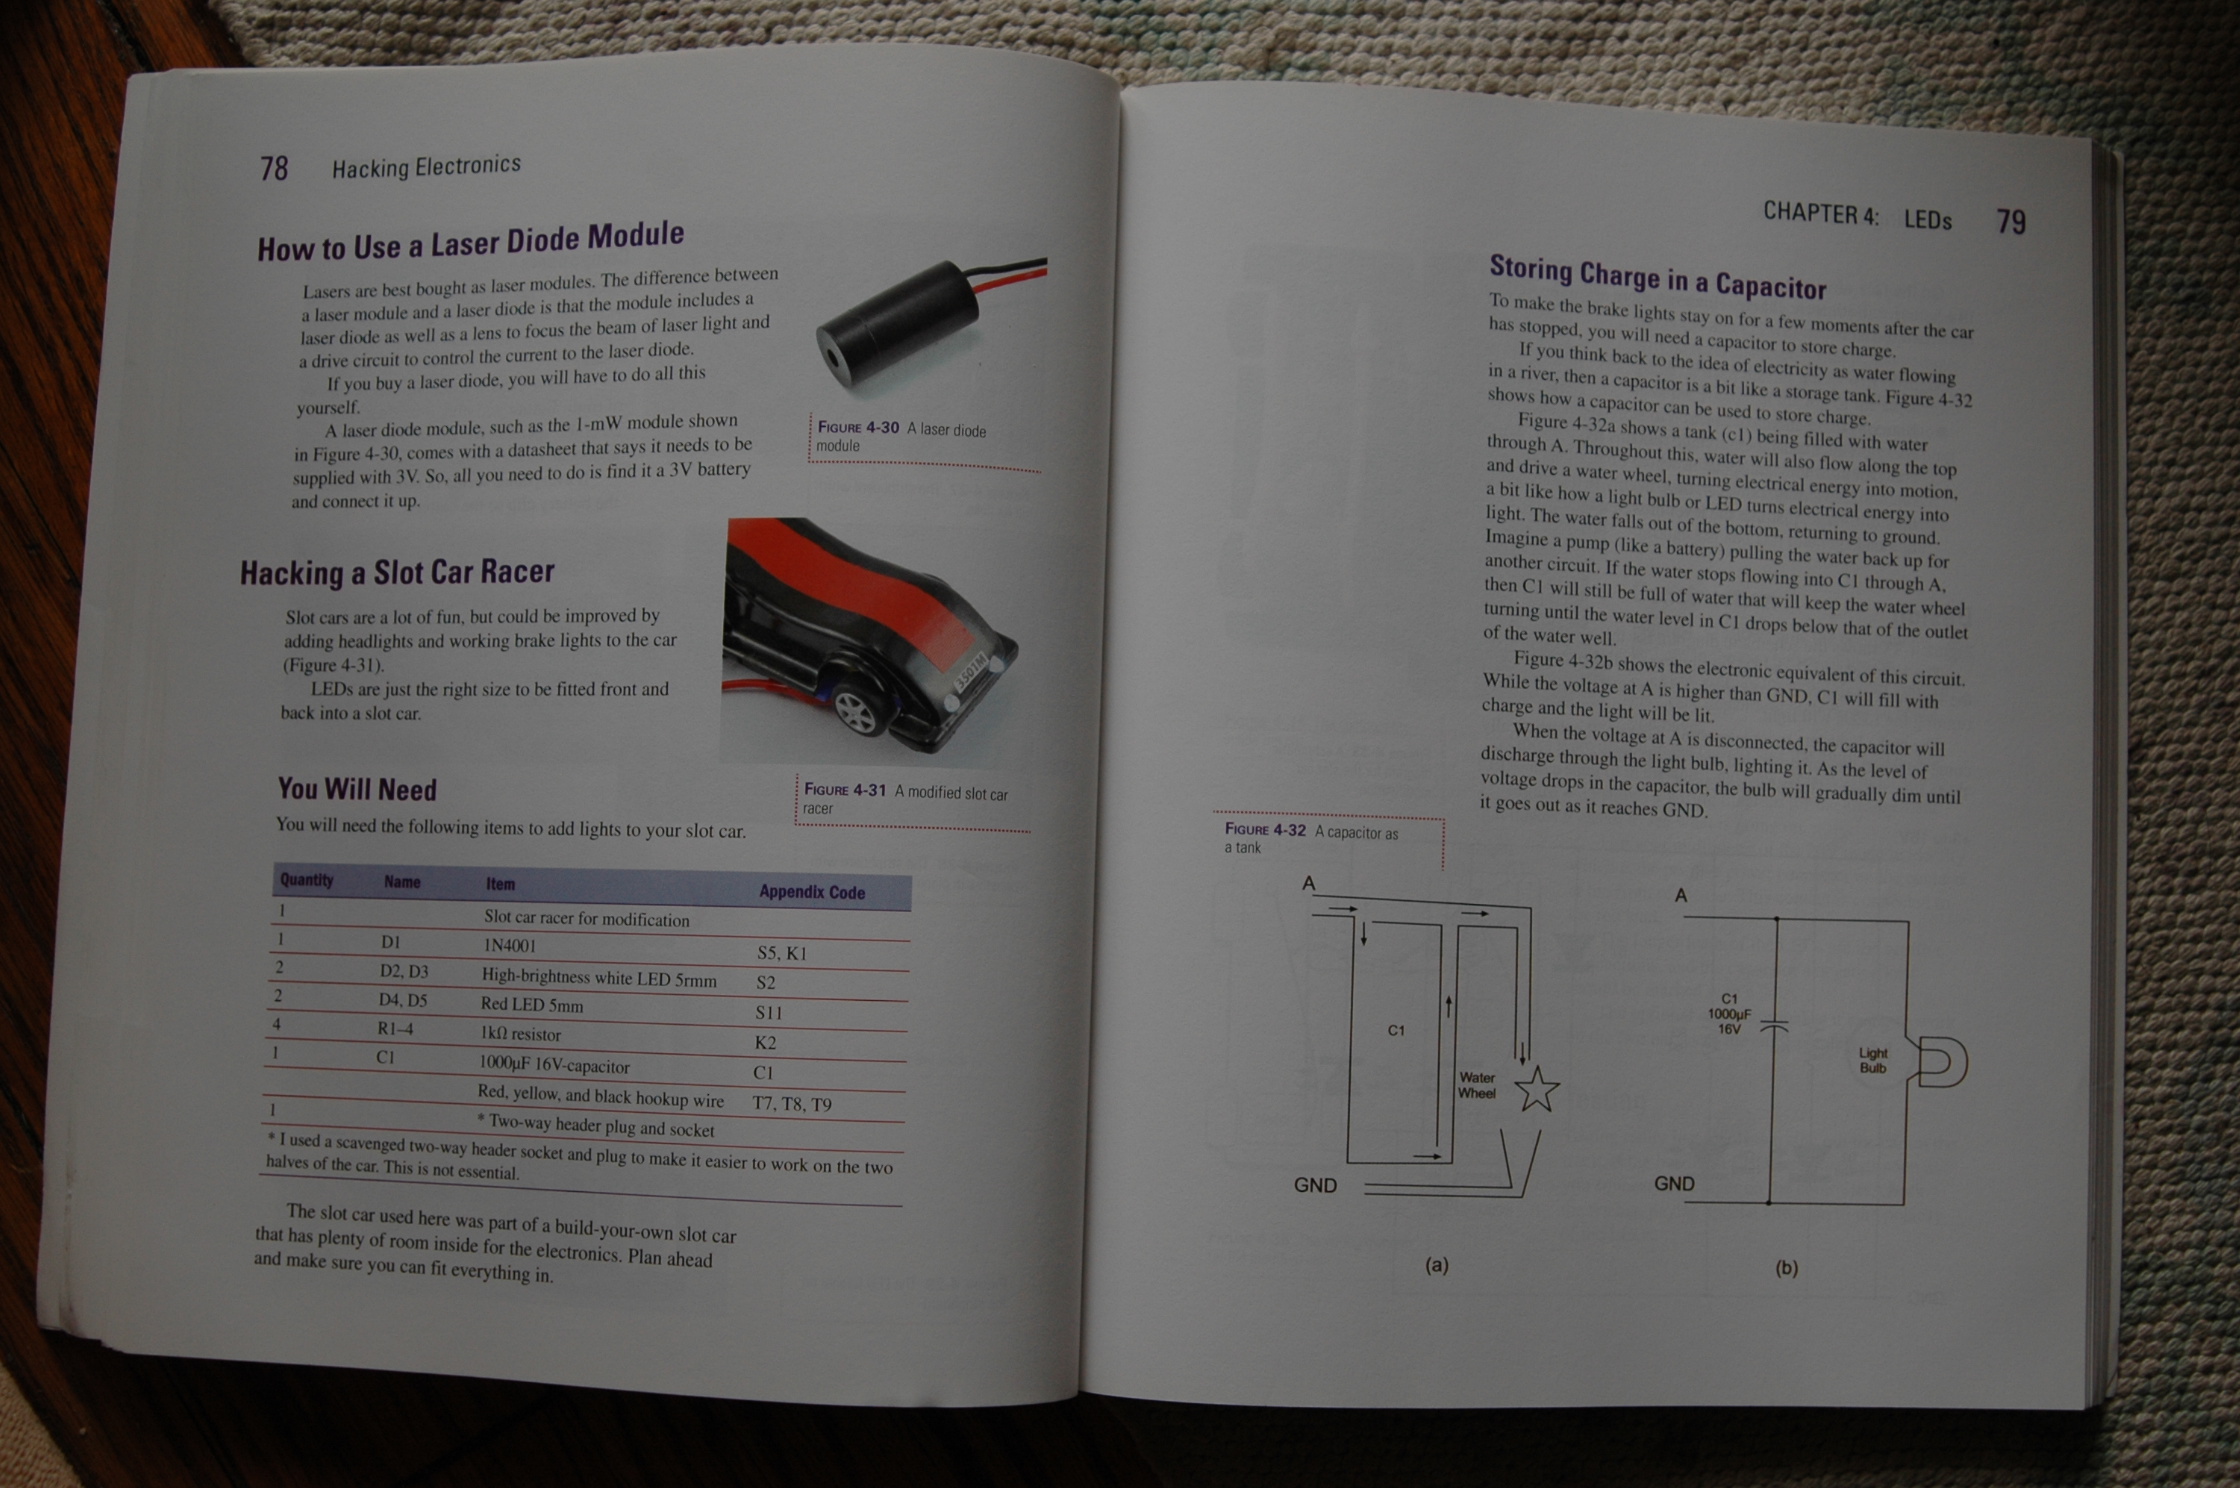 78 Hacking Electronics
How to Use a Laser Diode Module
Lasers are best bought as laser modules. The difference between
a laser module and a laser diode is that the module includes a
laser diode as well as a lens to focus the beam of laser light and
a drive circuit to control the current to the laser diode.
If you buy a laser diode, you will have to do all this
yourself.
A laser diode module, such as the 1-mW module shown
in Figure 4-30, comes with a datasheet that says it needs to be
supplied with 3V. So, all you need to do is find it a 3V battery
and connect it up.
FIGURE 4-30 A laser diode
module
Hacking a Slot Car Racer
Slot cars are a lot of fun, but could be improved by
adding headlights and working brake lights to the car
(Figure 4-31).
LEDs are just the right size to be fitted front and
back into a slot car.
3501M
FIGURE 4-31 A modified slot car
racer
You Will Need
You will need the following items to add lights to your slot car.
Quantity Name Item Appendix Code
1 Slot car racer for modification
1 D1 1N4001 S5, K1
2 D2, D3 High-brightness white LED 5rmm S2
2 D4, D5 Red LED 5mm S11
4 R1–4 1kΩ resistor K2
1 C1 1000µF 16V-capacitor C1
Red, yellow, and black hookup wire T7, T8, T9
1 * Two-way header plug and socket
* I used a scavenged two-way header socket and plug to make it easier to work on the two
halves of the car. This is not essential.
The slot car used here was part of a build-your-own slot car
that has plenty of room inside for the electronics. Plan ahead
and make sure you can fit everything in.
CHAPTER 4: LEDs 79
Storing Charge in a Capacitor
To make the brake lights stay on for a few moments after the car
has stopped, you will need a capacitor to store charge.
If you think back to the idea of electricity as water flowing
in a river, then a capacitor is a bit like a storage tank. Figure 4-32
shows how a capacitor can be used to store charge.
Figure 4-32a shows a tank (c1) being filled with water
through A. Throughout this, water will also flow along the top
and drive a water wheel, turning electrical energy into motion,
a bit like how a light bulb or LED turns electrical energy into
light. The water falls out of the bottom, returning to ground.
Imagine a pump (like a battery) pulling the water back up for
another circuit. If the water stops flowing into C1 through A,
then C1 will still be full of water that will keep the water wheel
turning until the water level in C1 drops below that of the outlet
of the water well.
Figure 4-32b shows the electronic equivalent of this circuit.
While the voltage at A is higher than GND, C1 will fill with
charge and the light will be lit.
When the voltage at A is disconnected, the capacitor will
discharge through the light bulb, lighting it. As the level of
voltage drops in the capacitor, the bulb will gradually dim until
it goes out as it reaches GND.
FIGURE 4-32 A capacitor as
a tank
A
C1
Water
Wheel
GND
(a)
A
C1
1000µF
16V
Light
Bulb
GND
(b)